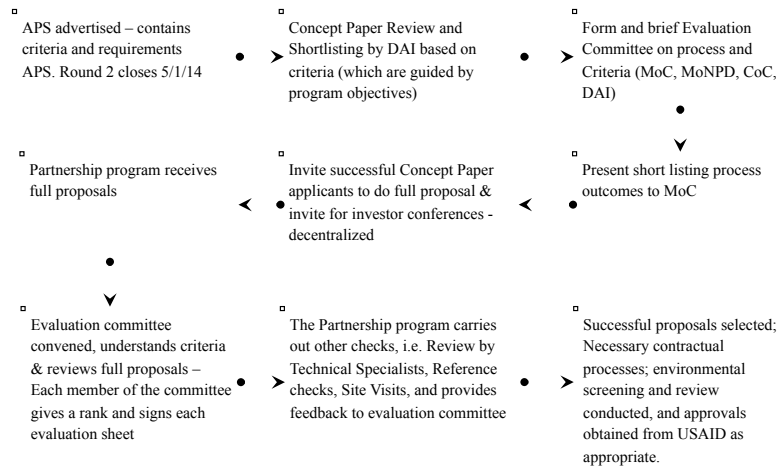 APS advertised – contains
criteria and requirements
APS. Round 2 closes 5/1/14
Concept Paper Review and
Shortlisting by DAI based on
criteria (which are guided by
program objectives)
Form and brief Evaluation
Committee on process and
Criteria (MoC, MoNPD, CoC,
DAI)
Present short listing process
outcomes to MoC
Invite successful Concept Paper
applicants to do full proposal &
invite for investor conferences -
decentralized
Partnership program receives
full proposals
Evaluation committee
convened, understands criteria
& reviews full proposals –
Each member of the committee
gives a rank and signs each
evaluation sheet
The Partnership program carries
out other checks, i.e. Review by
Technical Specialists, Reference
checks, Site Visits, and provides
feedback to evaluation committee
Successful proposals selected;
Necessary contractual
processes; environmental
screening and review
conducted, and approvals
obtained from USAID as
appropriate.